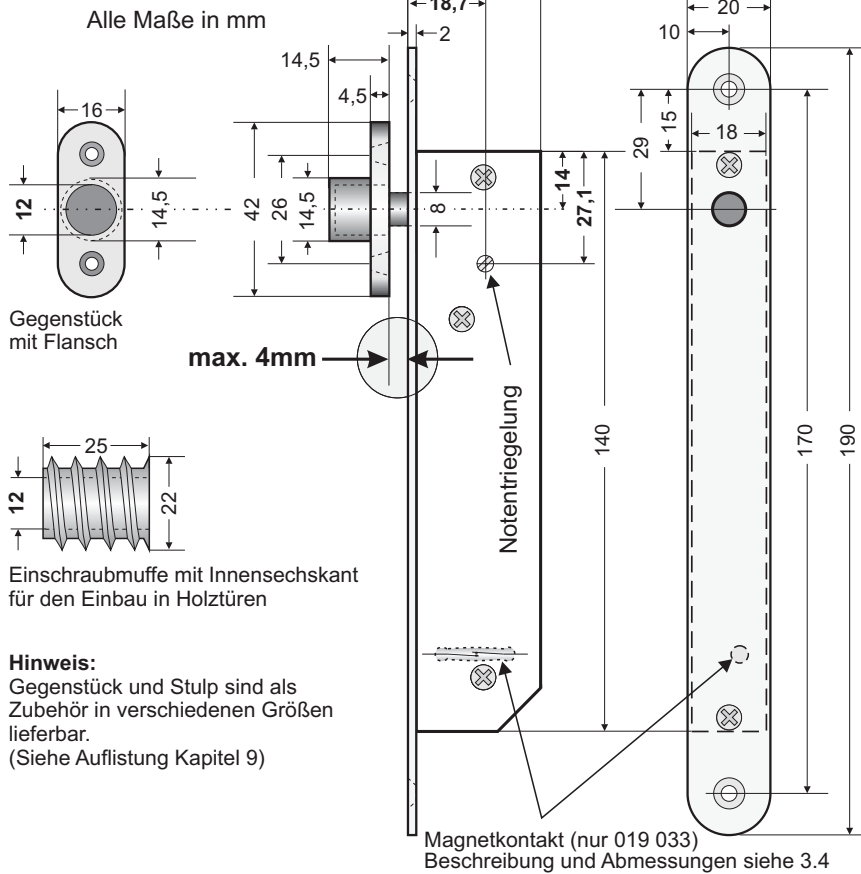 Alle Maße in mm
18,7
20
2
10
14,5
4,5
16
15
18
29
14
27,1
12
14,5
42
26
14,5
8
Gegenstück
mit Flansch
max. 4mm
Notentriegelung
140
170
190
25
12
22
Einschraubmuffe mit Innensechskant
für den Einbau in Holztüren
Hinweis:
Gegenstück und Stulp sind als
Zubehör in verschiedenen Größen
lieferbar.
(Siehe Auflistung Kapitel 9)
Magnetkontakt (nur 019 033)
Beschreibung und Abmessungen siehe 3.4